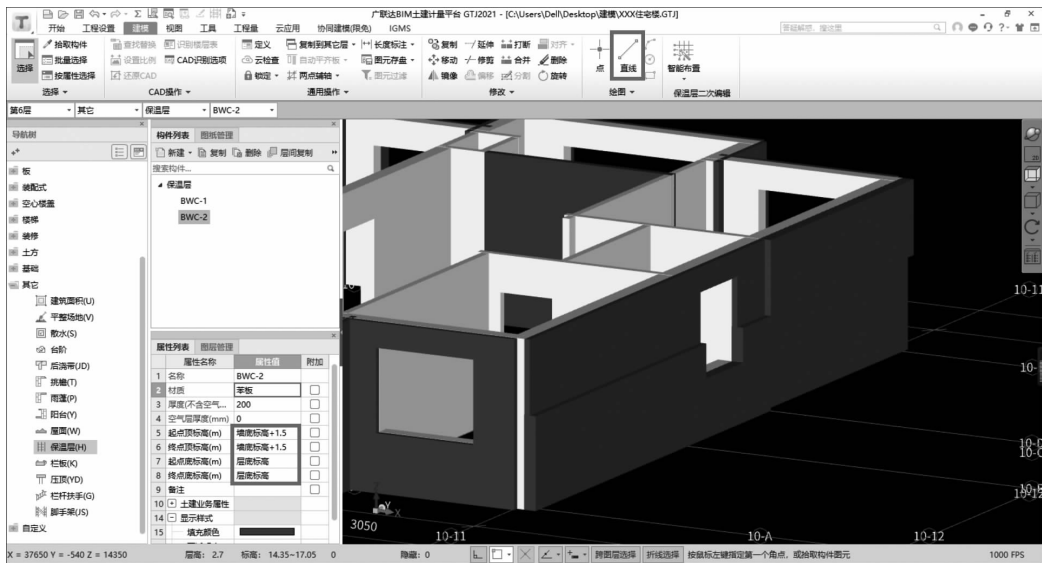 广联达BIM土建计量平台 GTJ2021 - [C:\Users\Dell\Desktop\建模\XXX住宅楼.GTJ]
开始 工程设置 建模 视图 工具 工程量 云应用 协同建模(限免) IGMS
选择
拾取构件
批量选择
按属性选择
选择
查找替换 识别楼层表
设置比例 CAD识别选项
还原CAD
CAD操作
定义 复制到其它层 长度标注
云检查 自动平齐板 图元存盘
锁定 两点辅轴 图元过滤
通用操作
复制 延伸 打断 对齐
移动 修剪 合并 删除
镜像 偏移 分割 旋转
修改
点 直线
绘图
智能布置
保温层二次编辑
第6层 其它 保温层 BWC-2
导航树
板
装配式
空心楼盖
楼梯
装修
土方
基础
其它
建筑面积(U)
平整场地(V)
散水(S)
台阶
后浇带(JD)
挑檐(T)
雨蓬(P)
阳台(Y)
屋面(W)
保温层(H)
栏板(K)
压顶(YD)
栏杆扶手(G)
脚手架(JS)
自定义
构件列表 图纸管理
新建 复制 删除 层间复制
搜索构件...
保温层
BWC-1
BWC-2
属性列表 图层管理
属性名称 属性值 附加
1 名称 BWC-2
2 材质 苯板
3 厚度(不含空气... 200
4 空气层厚度(mm) 0
5 起点顶标高(m) 墙底标高+1.5
6 终点顶标高(m) 墙底标高+1.5
7 起点底标高(m) 层底标高
8 终点底标高(m) 层底标高
9 备注
10 土建业务属性
14 显示样式
15 填充颜色
3050
10-11
10-A
10-12
10-11
X = 37650 Y = -540 Z = 14350 层高: 2.7 标高: 14.35~17.05 0 隐藏: 0 跨图层选择 折线选择 按鼠标左键指定第一个角点, 或拾取构件图元 1000 FPS